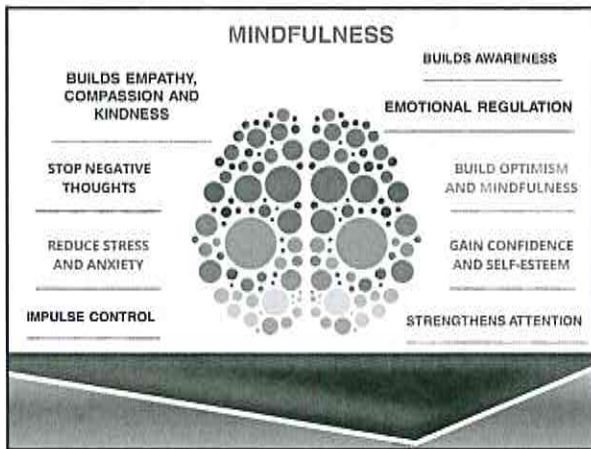 MINDFULNESS
BUILDS EMPATHY,
COMPASSION AND
KINDNESS
STOP NEGATIVE
THOUGHTS
REDUCE STRESS
AND ANXIETY
IMPULSE CONTROL
BUILDS AWARENESS
EMOTIONAL REGULATION
BUILD OPTIMISM
AND MINDFULNESS
GAIN CONFIDENCE
AND SELF-ESTEEM
STRENGTHENS ATTENTION